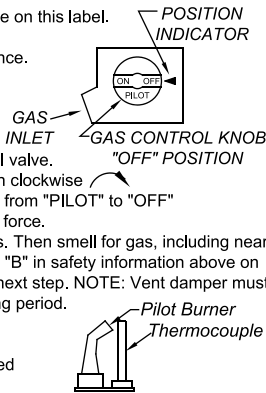 e on this label.
POSITION
INDICATOR
nce.
ON OFF
PILOT
GAS
INLET
GAS CONTROL KNOB
"OFF" POSITION
l valve.
n clockwise
from "PILOT" to "OFF"
force.
s. Then smell for gas, including near
"B" in safety information above on
next step. NOTE: Vent damper must
ng period.
Pilot Burner
Thermocouple
ed